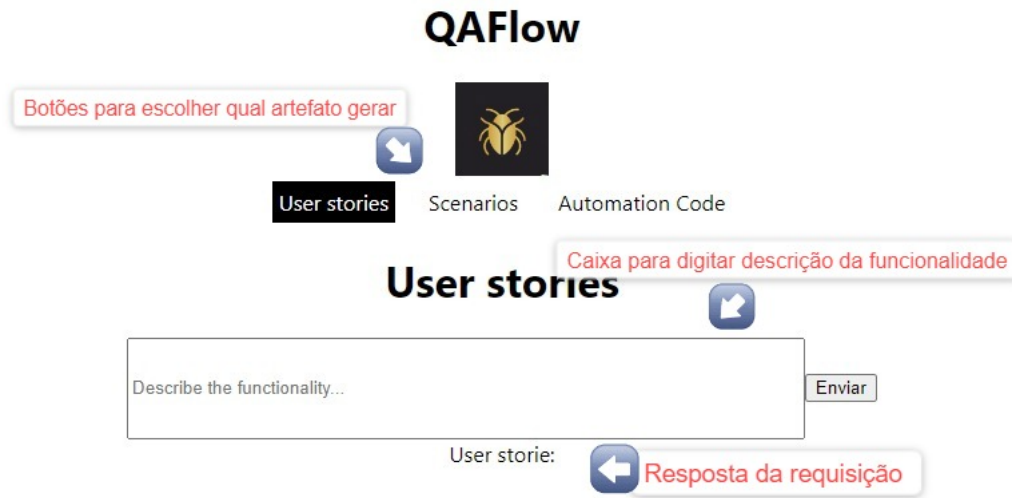 QAFlow
Botões para escolher qual artefato gerar
User stories Scenarios Automation Code
Caixa para digitar descrição da funcionalidade
User stories
Describe the functionality...
Enviar
User storie:
Resposta da requisição